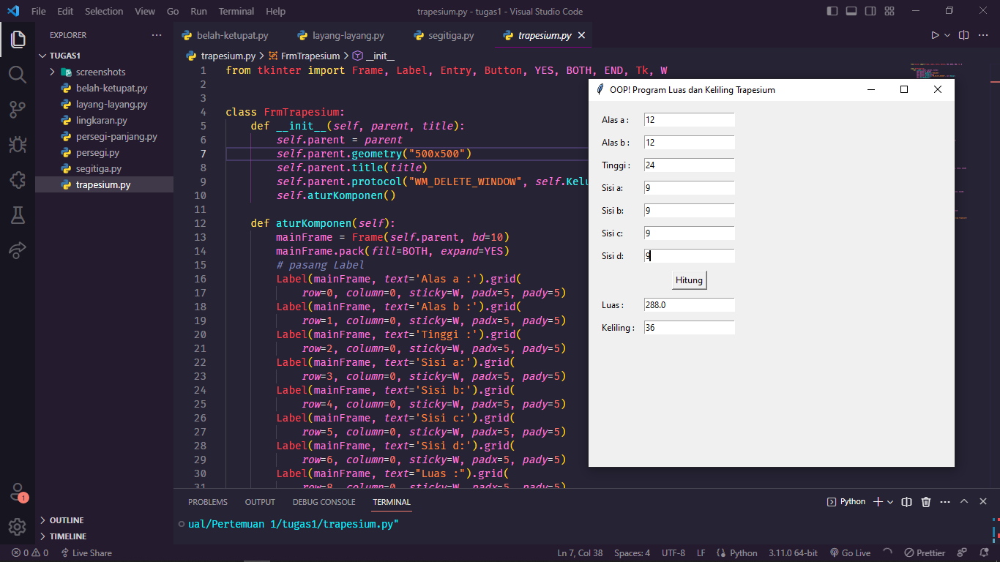 File Edit Selection View Go Run Terminal Help trapesium.py - tugas1 - Visual Studio Code
EXPLORER
TUGAS1
screenshots
belah-ketupat.py
layang-layang.py
lingkaran.py
persegi-panjang.py
persegi.py
segitiga.py
trapesium.py
OUTLINE
TIMELINE
belah-ketupat.py layang-layang.py segitiga.py trapesium.py
trapesium.py > FrmTrapesium > __init__
1 from tkinter import Frame, Label, Entry, Button, YES, BOTH, END, Tk, W
2
3
4 class FrmTrapesium:
5 def __init__(self, parent, title):
6 self.parent = parent
7 self.parent.geometry("500x500")
8 self.parent.title(title)
9 self.parent.protocol("WM_DELETE_WINDOW", self.Kelu
10 self.aturKomponen()
11
12 def aturKomponen(self):
13 mainFrame = Frame(self.parent, bd=10)
14 mainFrame.pack(fill=BOTH, expand=YES)
15 # pasang Label
16 Label(mainFrame, text='Alas a :').grid(
17 row=0, column=0, sticky=W, padx=5, pady=5)
18 Label(mainFrame, text='Alas b :').grid(
19 row=1, column=0, sticky=W, padx=5, pady=5)
20 Label(mainFrame, text='Tinggi :').grid(
21 row=2, column=0, sticky=W, padx=5, pady=5)
22 Label(mainFrame, text='Sisi a:').grid(
23 row=3, column=0, sticky=W, padx=5, pady=5)
24 Label(mainFrame, text='Sisi b:').grid(
25 row=4, column=0, sticky=W, padx=5, pady=5)
26 Label(mainFrame, text='Sisi c:').grid(
27 row=5, column=0, sticky=W, padx=5, pady=5)
28 Label(mainFrame, text='Sisi d:').grid(
29 row=6, column=0, sticky=W, padx=5, pady=5)
30 Label(mainFrame, text="Luas :").grid(
31 row=8, column=0, sticky=W, padx=5, pady=5)
OOP! Program Luas dan Keliling Trapesium
Alas a : 12
Alas b : 12
Tinggi : 24
Sisi a: 9
Sisi b: 9
Sisi c: 9
Sisi d: 9
Hitung
Luas : 288.0
Keliling : 36
PROBLEMS OUTPUT DEBUG CONSOLE TERMINAL Python
ual/Pertemuan 1/tugas1/trapesium.py"
1
0 0 Live Share Ln 7, Col 38 Spaces: 4 UTF-8 LF Python 3.11.0 64-bit Go Live Prettier